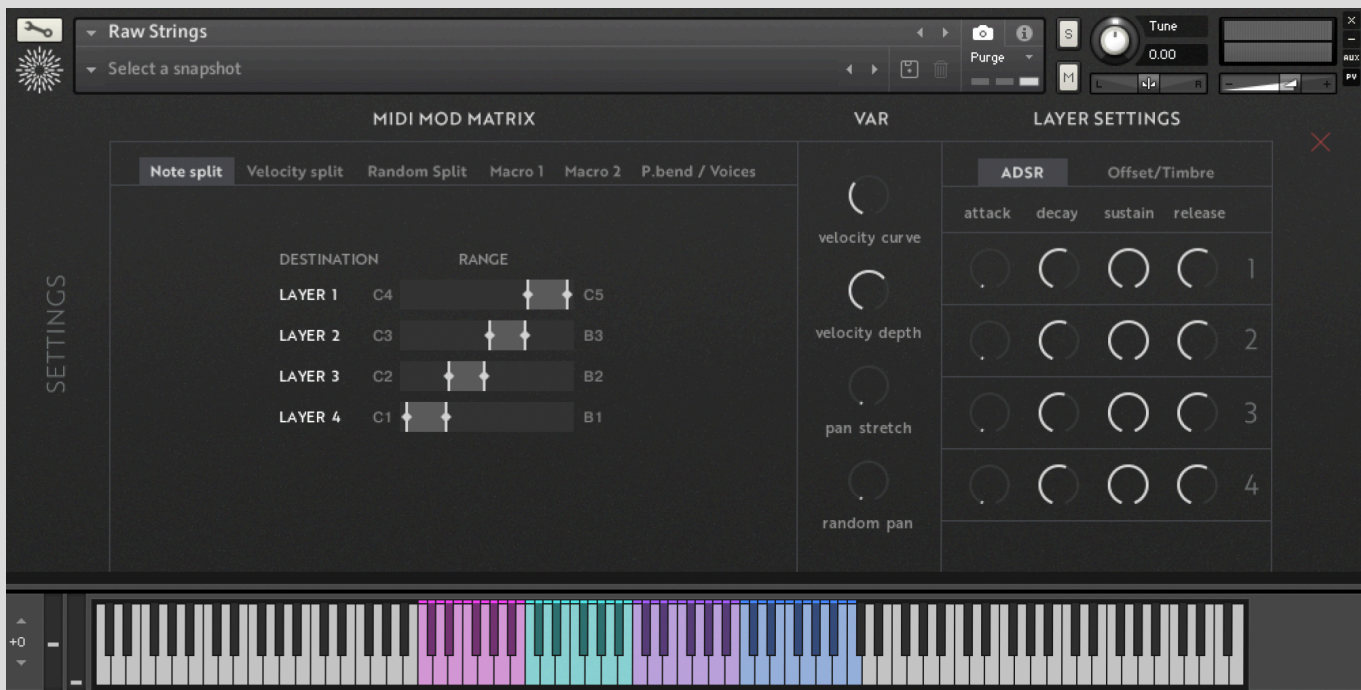 Raw Strings
Select a snapshot
Purge
S
M
Tune
0.00
L R
- +
×
−
AUX
PV
MIDI MOD MATRIX
VAR
LAYER SETTINGS
Note split Velocity split Random Split Macro 1 Macro 2 P.bend / Voices
ADSR Offset/Timbre
attack decay sustain release
SETTINGS
DESTINATION RANGE
LAYER 1 C4 C5
LAYER 2 C3 B3
LAYER 3 C2 B2
LAYER 4 C1 B1
velocity curve
velocity depth
pan stretch
random pan
1
2
3
4
+0